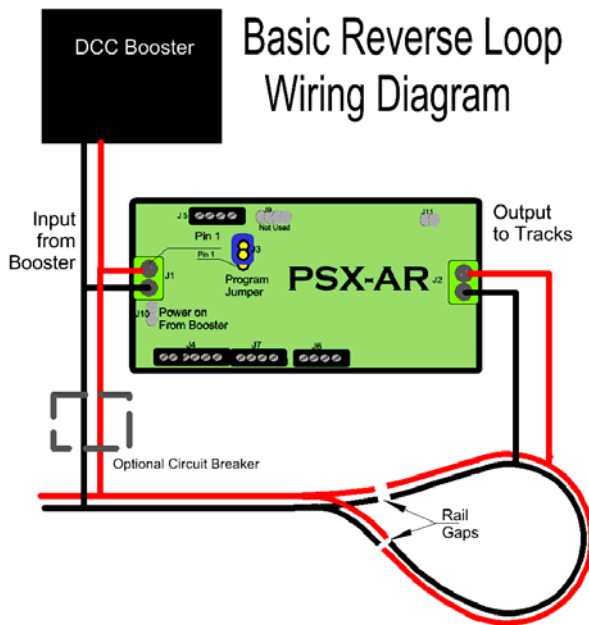 DCC Booster
Basic Reverse Loop
Wiring Diagram
Input
from
Booster
J5
J9
Not Used
J11
Output
to Tracks
Pin 1
J3
Pin 1
J1
Program
Jumper
PSX-AR
J2
J10
Power on
From Booster
J4
J7
J6
Optional Circuit Breaker
Rail
Gaps